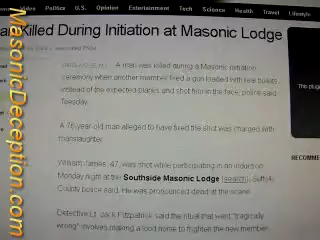 Video Politics U.S. Opinion Entertainment Tech Science Health Travel Lifestyle
Killed During Initiation at Masonic Lodge
A man was killed during a Masonic initiation
ceremony when another member fired a gun loaded with real bullets
instead of the expected blanks and shot him in the face, police said
Tuesday.
This plugi
A 76-year-old man alleged to have fired the shot was charged with
manslaughter.
RECOMME
William James, 47, was shot while participating in an induction
Monday night at the Southside Masonic Lodge (search), Suffolk
County police said. He was pronounced dead at the scene.
Detective Lt. Jack Fitzpatrick said the ritual that went "tragically
wrong" involves making a loud noise to frighten the new member
MasonicDeception.com